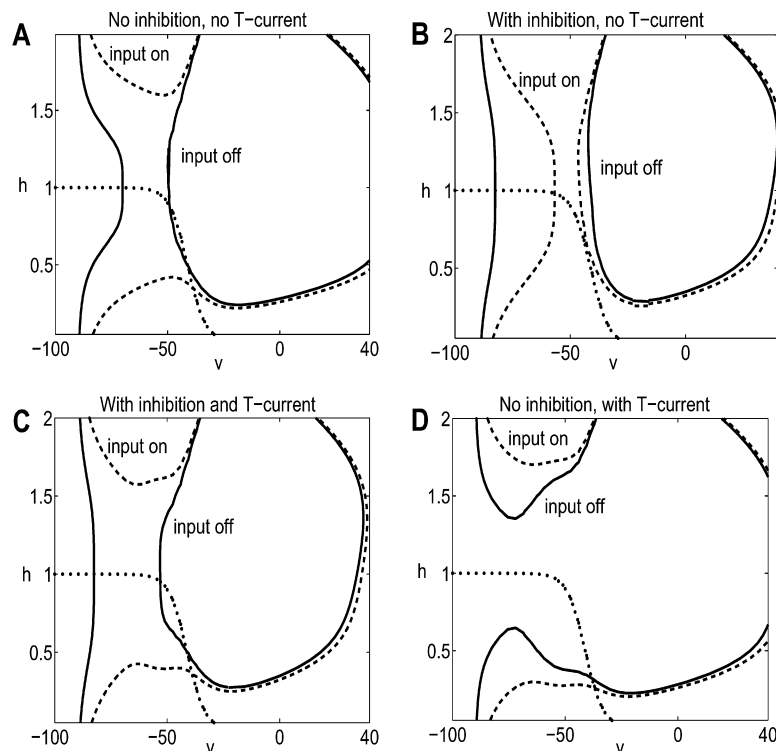 A
No inhibition, no T-current
input on
input off
1.5
h 1
0.5
-100 -50 0 40
v
B
With inhibition, no T-current
input on
input off
2
1.5
h 1
0.5
-100 -50 0
v
C
With inhibition and T-current
input on
input off
2
1.5
h 1
0.5
-100 -50 0 40
v
D
No inhibition, with T-current
input on
input off
2
1.5
h 1
0.5
-100 -50 0 40
v